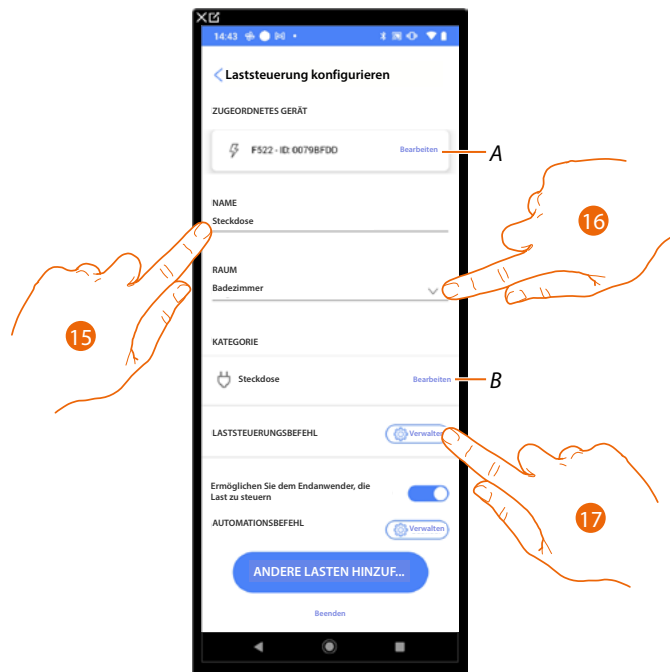 14:43
Laststeuerung konfigurieren
ZUGEORDNETES GERÄT
F522 - ID: 0079BFDD
Bearbeiten
A
NAME
Steckdose
16
RAUM
Badezimmer
15
KATEGORIE
Steckdose
Bearbeiten
B
LASTSTEUERUNGSBEFEHL
Verwalten
Ermöglichen Sie dem Endanwender, die
Last zu steuern
17
AUTOMATIONSBEFEHL
Verwalten
ANDERE LASTEN HINZUF...
Beenden